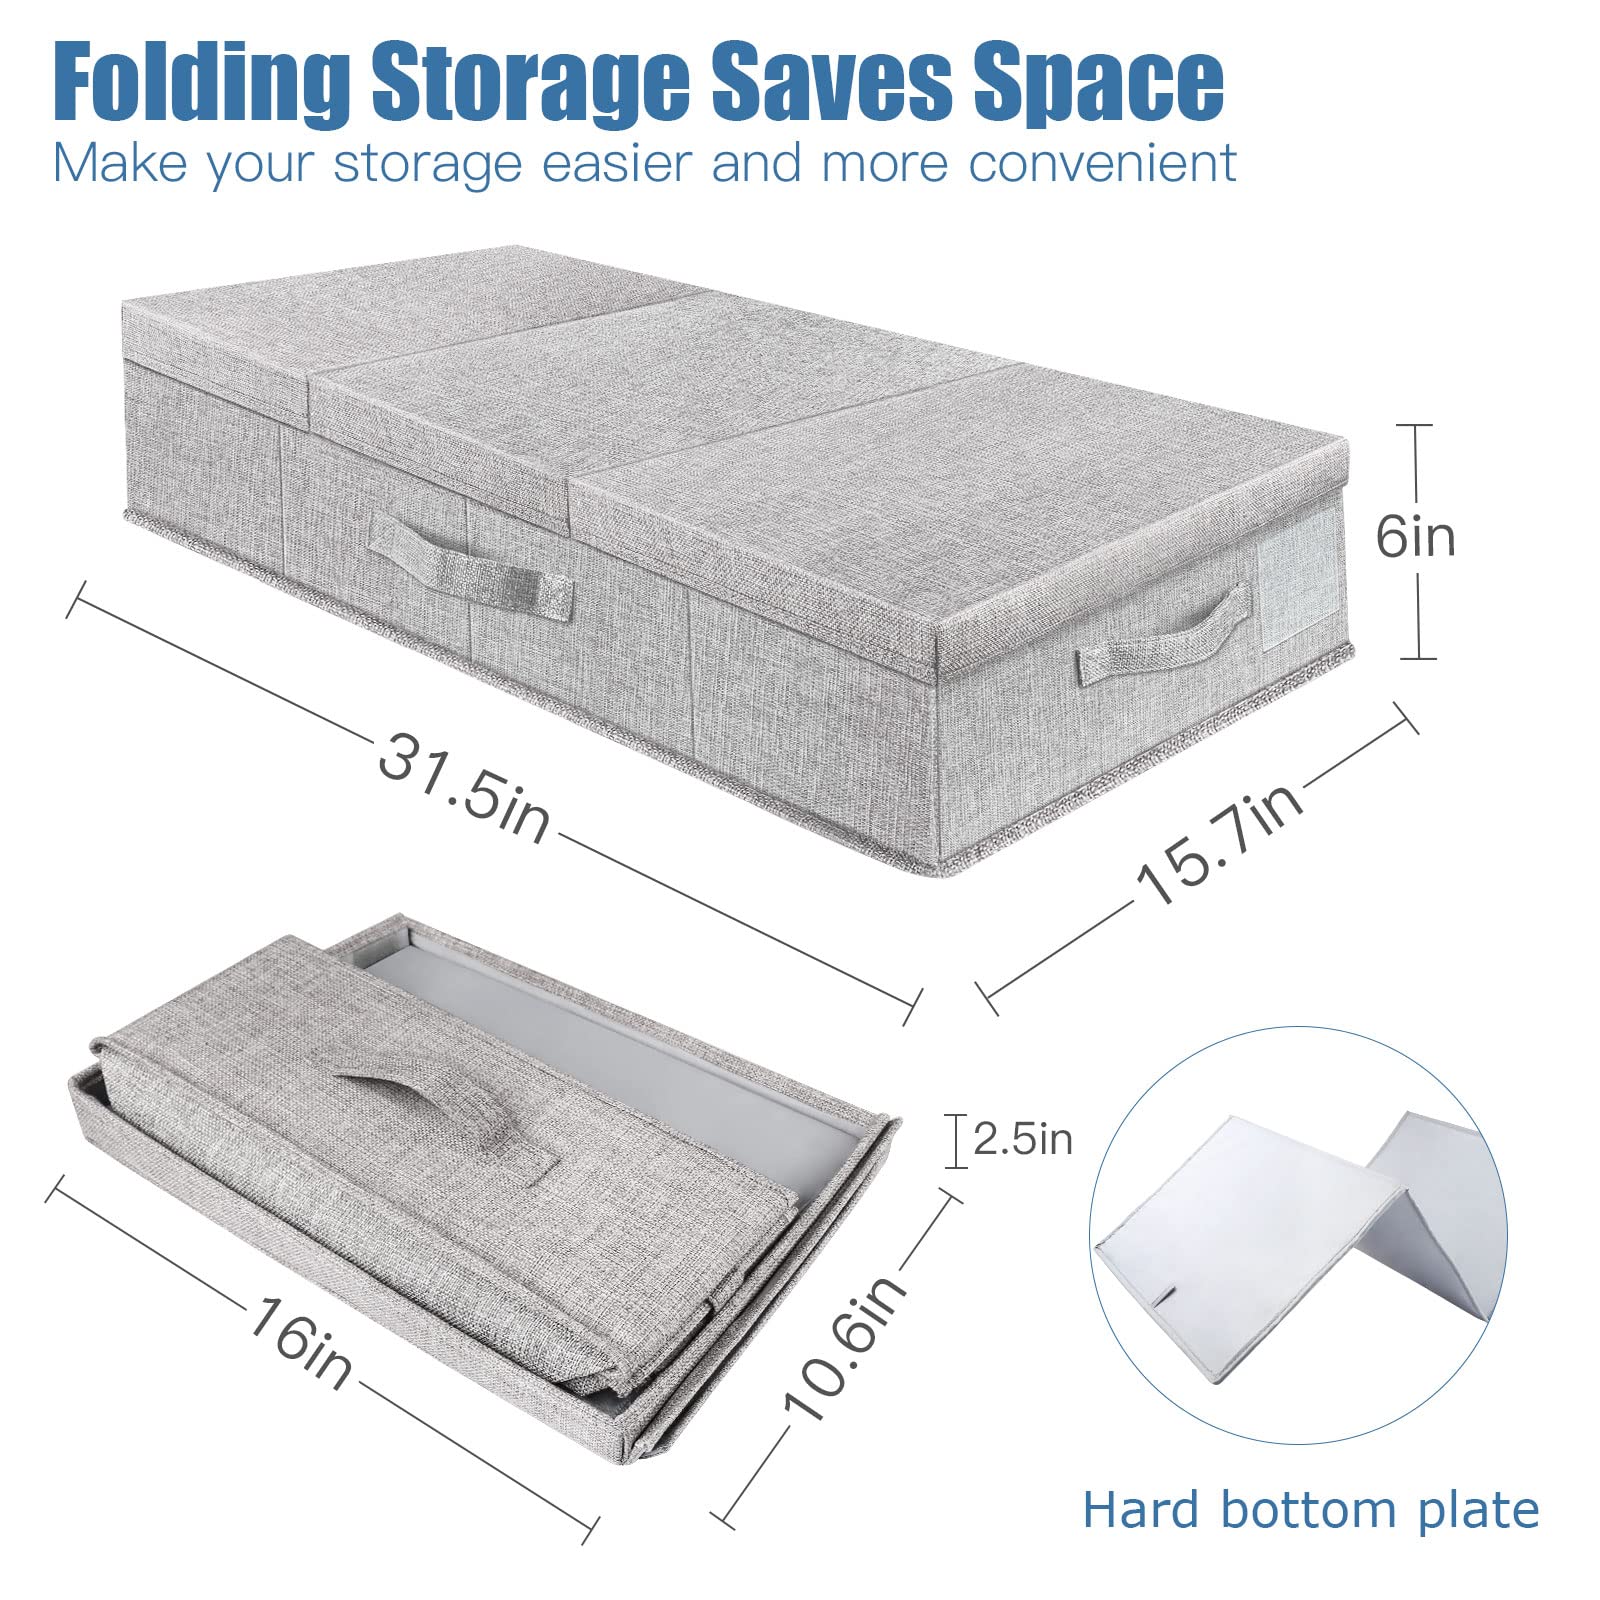 Folding Storage Saves Space
Make your storage easier and more convenient
6in
31.5in
15.7in
2.5in
16in
10.6in
Hard bottom plate